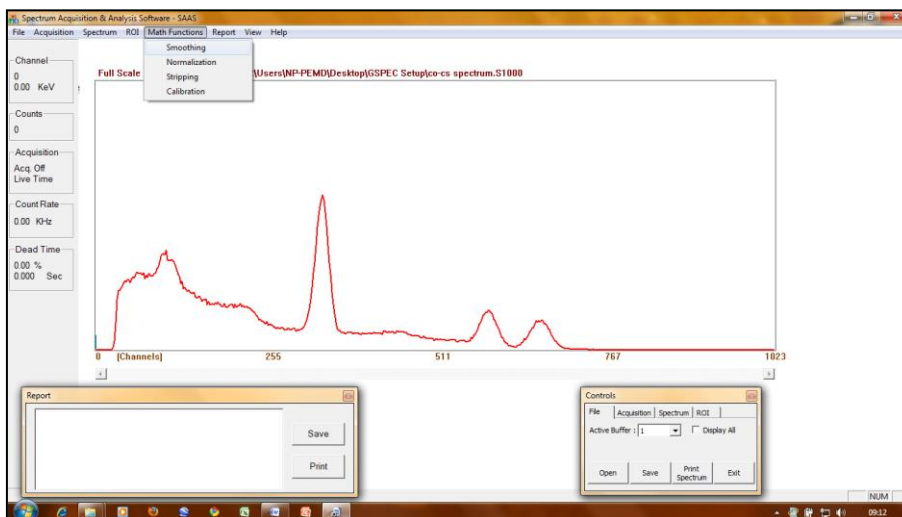 Spectrum Acquisition & Analysis Software - SAAS
File Acquisition Spectrum ROI Math Functions Report View Help
Smoothing
Normalization
Stripping
Calibration
Channel
0
0.00 KeV
Full Scale
\Users\NP-PEMD\Desktop\GSPEC Setup\co-cs spectrum.S1000
Counts
0
Acquisition
Acq. Off
Live Time
Count Rate
0.00 KHz
Dead Time
0.00 %
0.000 Sec
0 [Channels] 255 511 767 1023
Report
Save
Print
Controls
File Acquisition Spectrum ROI
Active Buffer : 1 Display All
Open Save Print Spectrum Exit
NUM
09:12